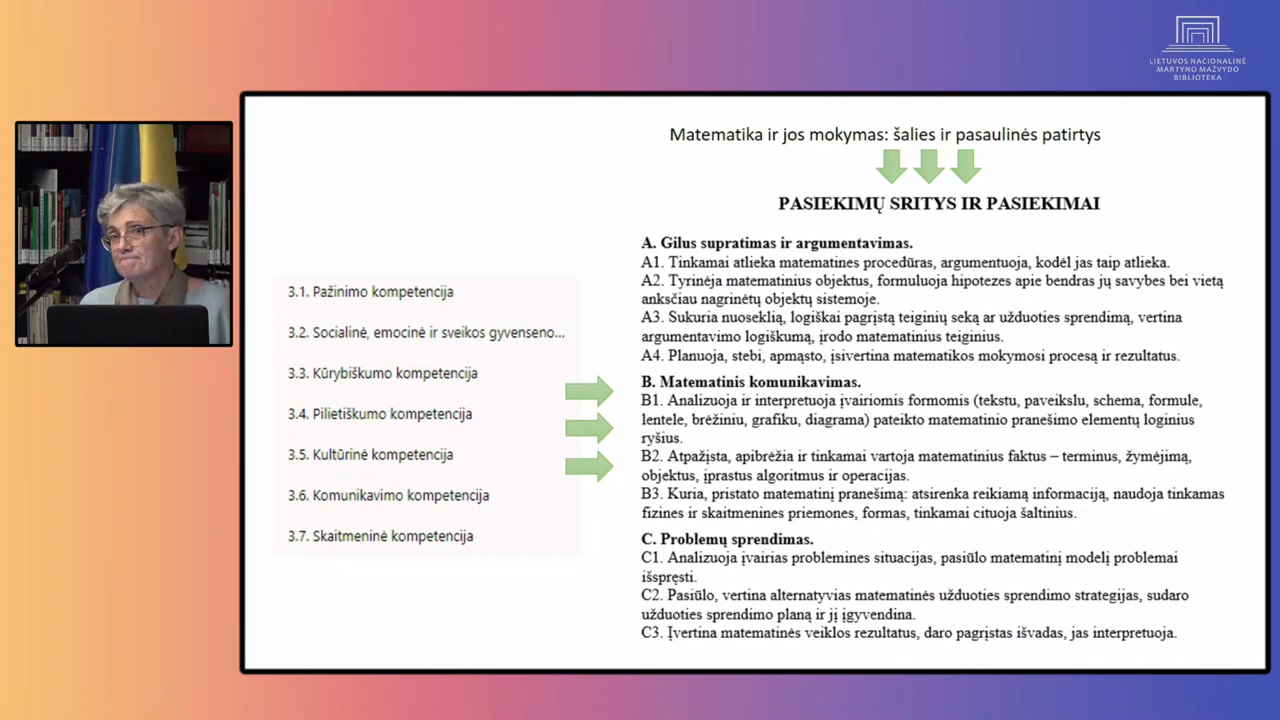 LIETUVOS NACIONALINĖ
MARTYNO MAŽVYDO
BIBLIOTEKA
Matematika ir jos mokymas: šalies ir pasaulinės patirtys
PASIEKIMŲ SRITYS IR PASIEKIMAI
3.1. Pažinimo kompetencija
3.2. Socialinė, emocinė ir sveikos gyvenseno...
3.3. Kūrybiškumo kompetencija
3.4. Pilietiškumo kompetencija
3.5. Kultūrinė kompetencija
3.6. Komunikavimo kompetencija
3.7. Skaitmeninė kompetencija
A. Gilus supratimas ir argumentavimas.
A1. Tinkamai atlieka matematines procedūras, argumentuoja, kodėl jas taip atlieka.
A2. Tyrinėja matematinius objektus, formuluoja hipotezes apie bendras jų savybes bei vietą
anksčiau nagrinėtų objektų sistemoje.
A3. Sukuria nuoseklią, logiškai pagrįstą teiginių seką ar užduoties sprendimą, vertina
argumentavimo logiškumą, įrodo matematinius teiginius.
A4. Planuoja, stebi, apmąsto, įsivertina matematikos mokymosi procesą ir rezultatus.
B. Matematinis komunikavimas.
B1. Analizuoja ir interpretuoja įvairiomis formomis (tekstu, paveikslu, schema, formule,
lentele, brėžiniu, grafiku, diagrama) pateikto matematinio pranešimo elementų loginius
ryšius.
B2. Atpažįsta, apibrėžia ir tinkamai vartoja matematinius faktus – terminus, žymėjimą,
objektus, įprastus algoritmus ir operacijas.
B3. Kuria, pristato matematinį pranešimą: atsirenka reikiamą informaciją, naudoja tinkamas
fizines ir skaitmenines priemones, formas, tinkamai cituoja šaltinius.
C. Problemų sprendimas.
C1. Analizuoja įvairias problemines situacijas, pasiūlo matematinį modelį problemai
išspręsti.
C2. Pasiūlo, vertina alternatyvias matematinės užduoties sprendimo strategijas, sudaro
užduoties sprendimo planą ir jį įgyvendina.
C3. Įvertina matematinės veiklos rezultatus, daro pagrįstas išvadas, jas interpretuoja.